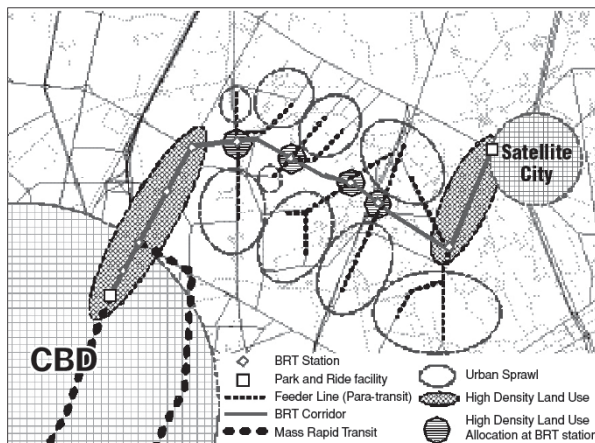 Satellite
City
CBD
BRT Station
Park and Ride facility
Feeder Line (Para-transit)
BRT Corridor
Mass Rapid Transit
Urban Sprawl
High Density Land Use
High Density Land Use
Allocation at BRT station